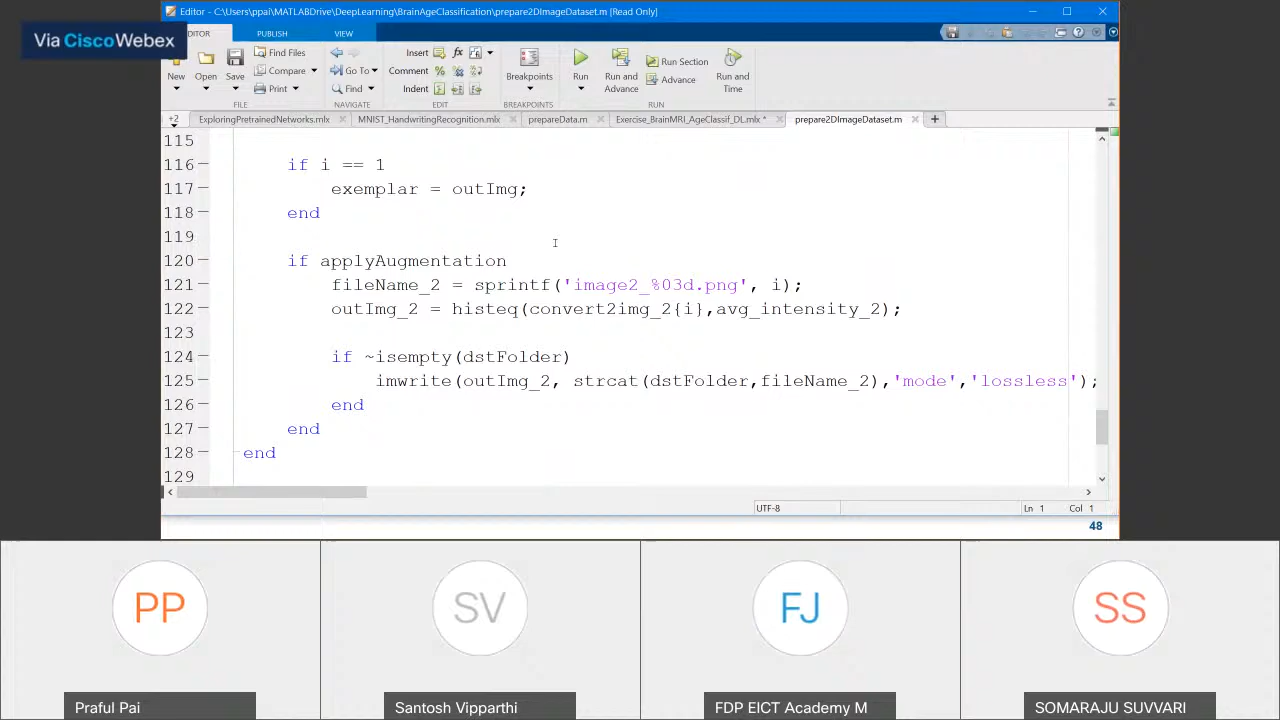 Editor - C:\Users\ppai\MATLABDrive\DeepLearning\BrainAgeClassification\prepare2DImageDataset.m [Read Only]
Via Cisco Webex
EDITOR PUBLISH VIEW
New Open Save Find Files Compare Print Go To Find Insert Comment Indent Breakpoints Run Run and Advance Run Section Advance Run and Time
FILE NAVIGATE EDIT BREAKPOINTS RUN
+2 ExploringPretrainedNetworks.mlx MNIST_HandwritingRecognition.mlx prepareData.m Exercise_BrainMRI_AgeClassif_DL.mlx * prepare2DImageDataset.m
115
116 if i == 1
117 exemplar = outImg;
118 end
119
120 if applyAugmentation
121 fileName_2 = sprintf('image2_%03d.png', i);
122 outImg_2 = histeq(convert2img_2{i},avg_intensity_2);
123
124 if ~isempty(dstFolder)
125 imwrite(outImg_2, strcat(dstFolder,fileName_2),'mode','lossless');
126 end
127 end
128 end
129
UTF-8 Ln 1 Col 1
48
PP SV FJ SS
Praful Pai Santosh Vipparthi FDP EICT Academy M SOMARAJU SUVVARI